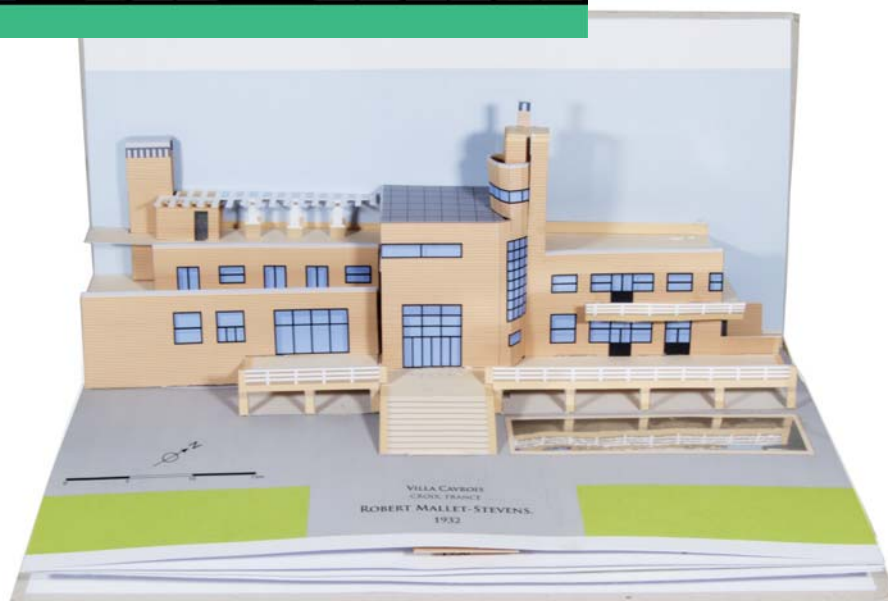 VILLA CAVROIS
CROIX, FRANCE
ROBERT MALLET-STEVENS.
1932
N